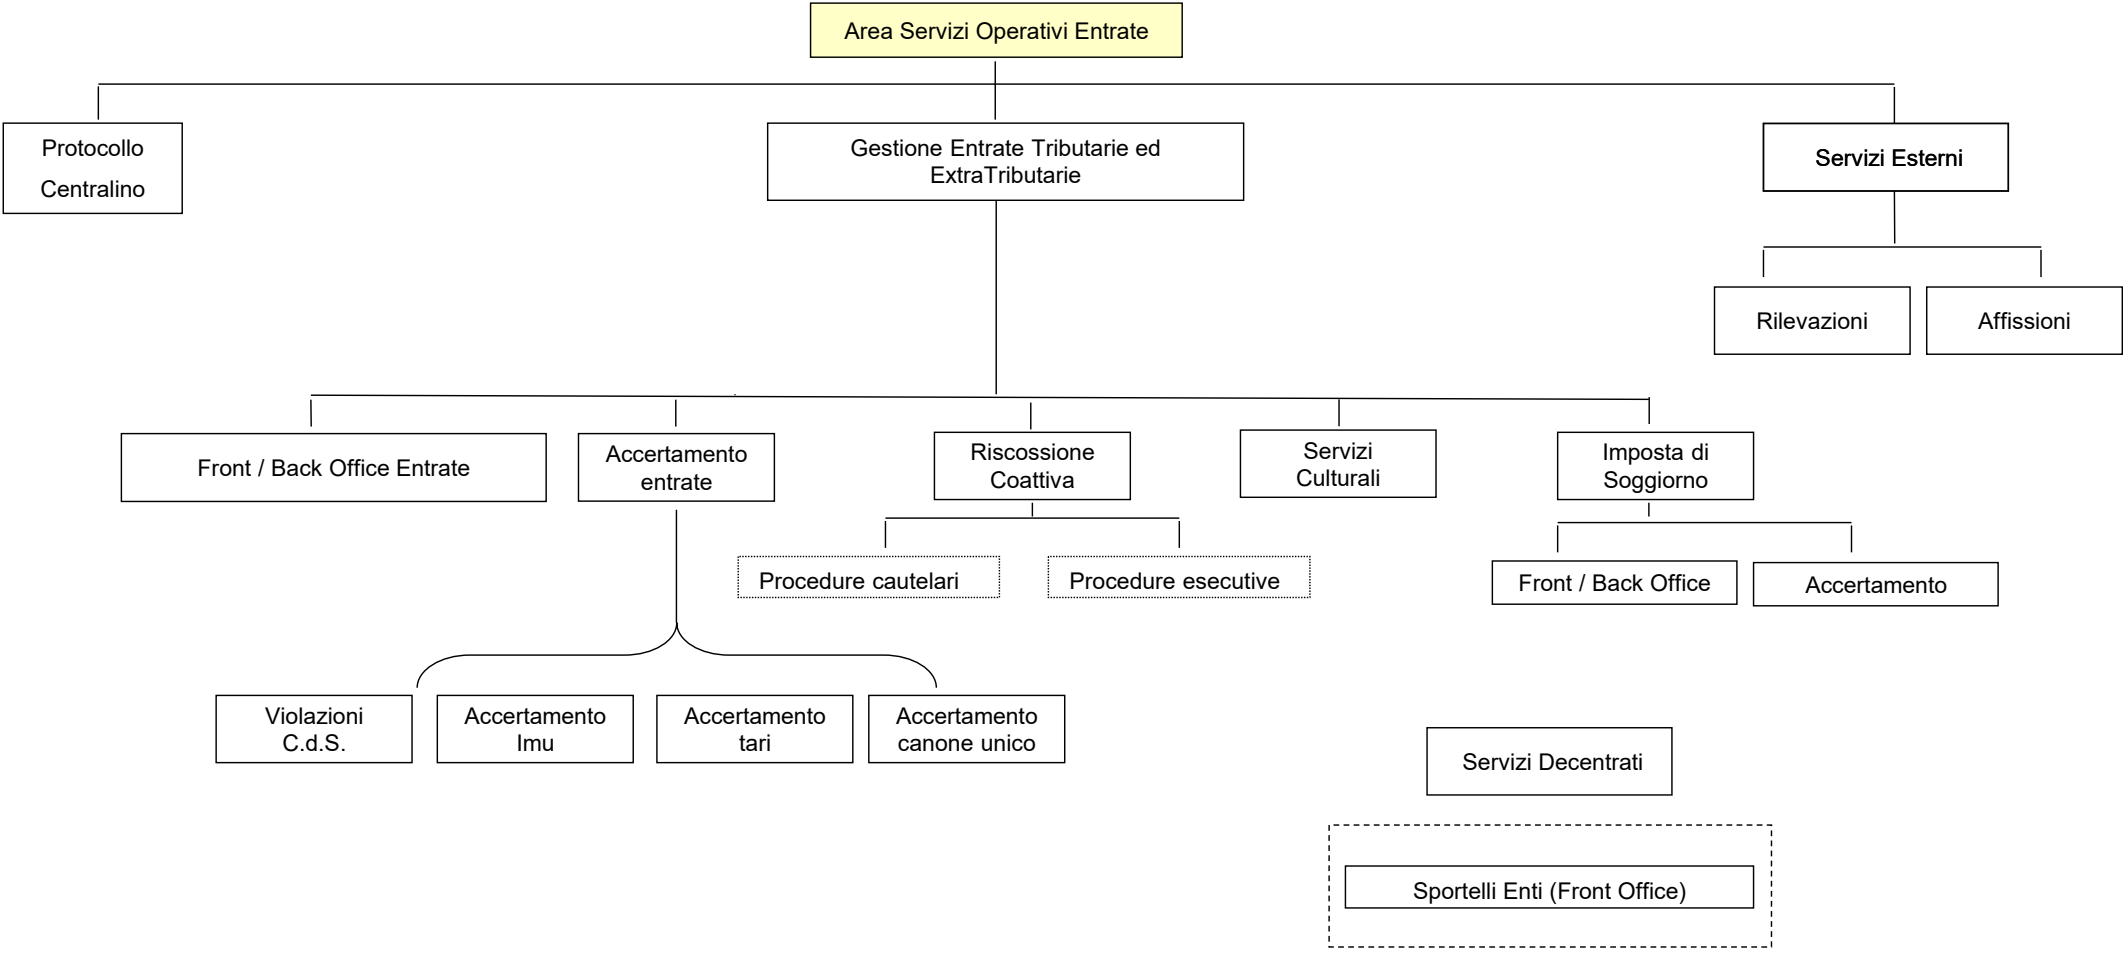 Area Servizi Operativi Entrate
Protocollo
Centralino
Gestione Entrate Tributarie ed
ExtraTributarie
Servizi Esterni
Rilevazioni
Affissioni
Front / Back Office Entrate
Accertamento
entrate
Riscossione
Coattiva
Servizi
Culturali
Imposta di
Soggiorno
Procedure cautelari
Procedure esecutive
Front / Back Office
Accertamento
Violazioni
C.d.S.
Accertamento
Imu
Accertamento
tari
Accertamento
canone unico
Servizi Decentrati
Sportelli Enti (Front Office)